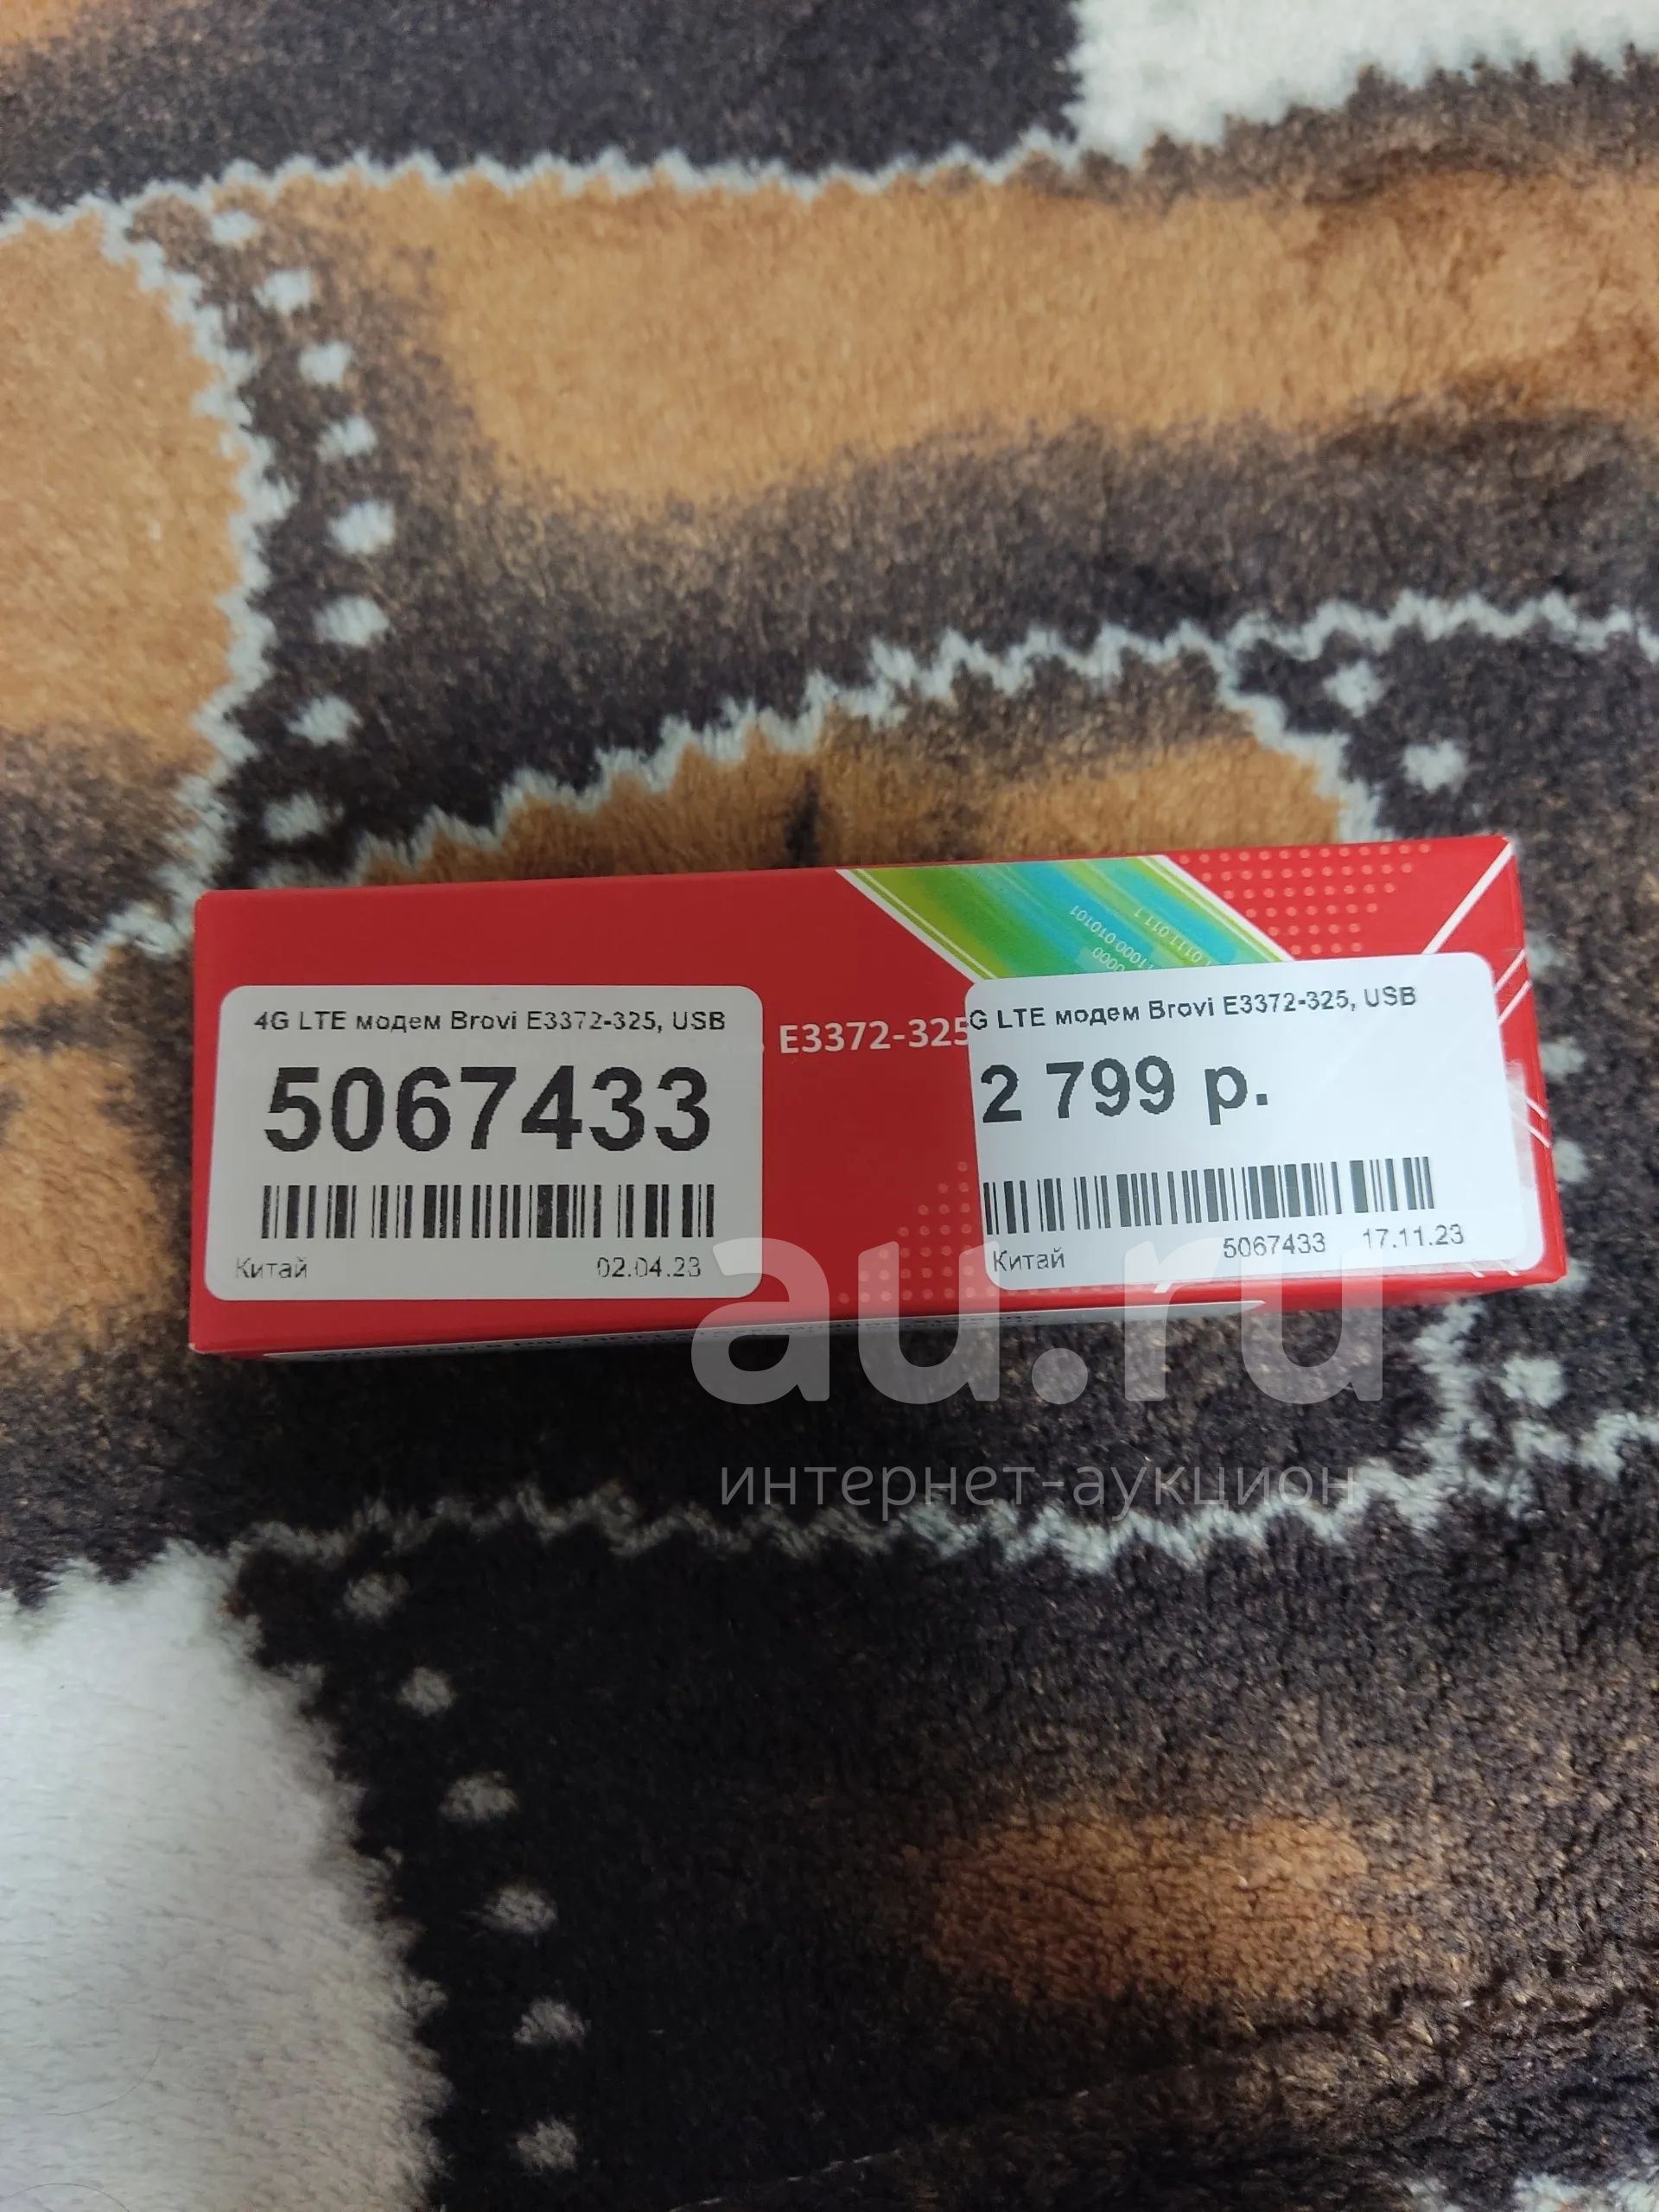 4G LTE модем Brovi E3372-325, USB
5067433
Китай 02.04.23
E3372-325
G LTE модем Brovi E3372-325, USB
2 799 р.
5067433 17.11.23
Китай
au.ru
интернет-аукцион